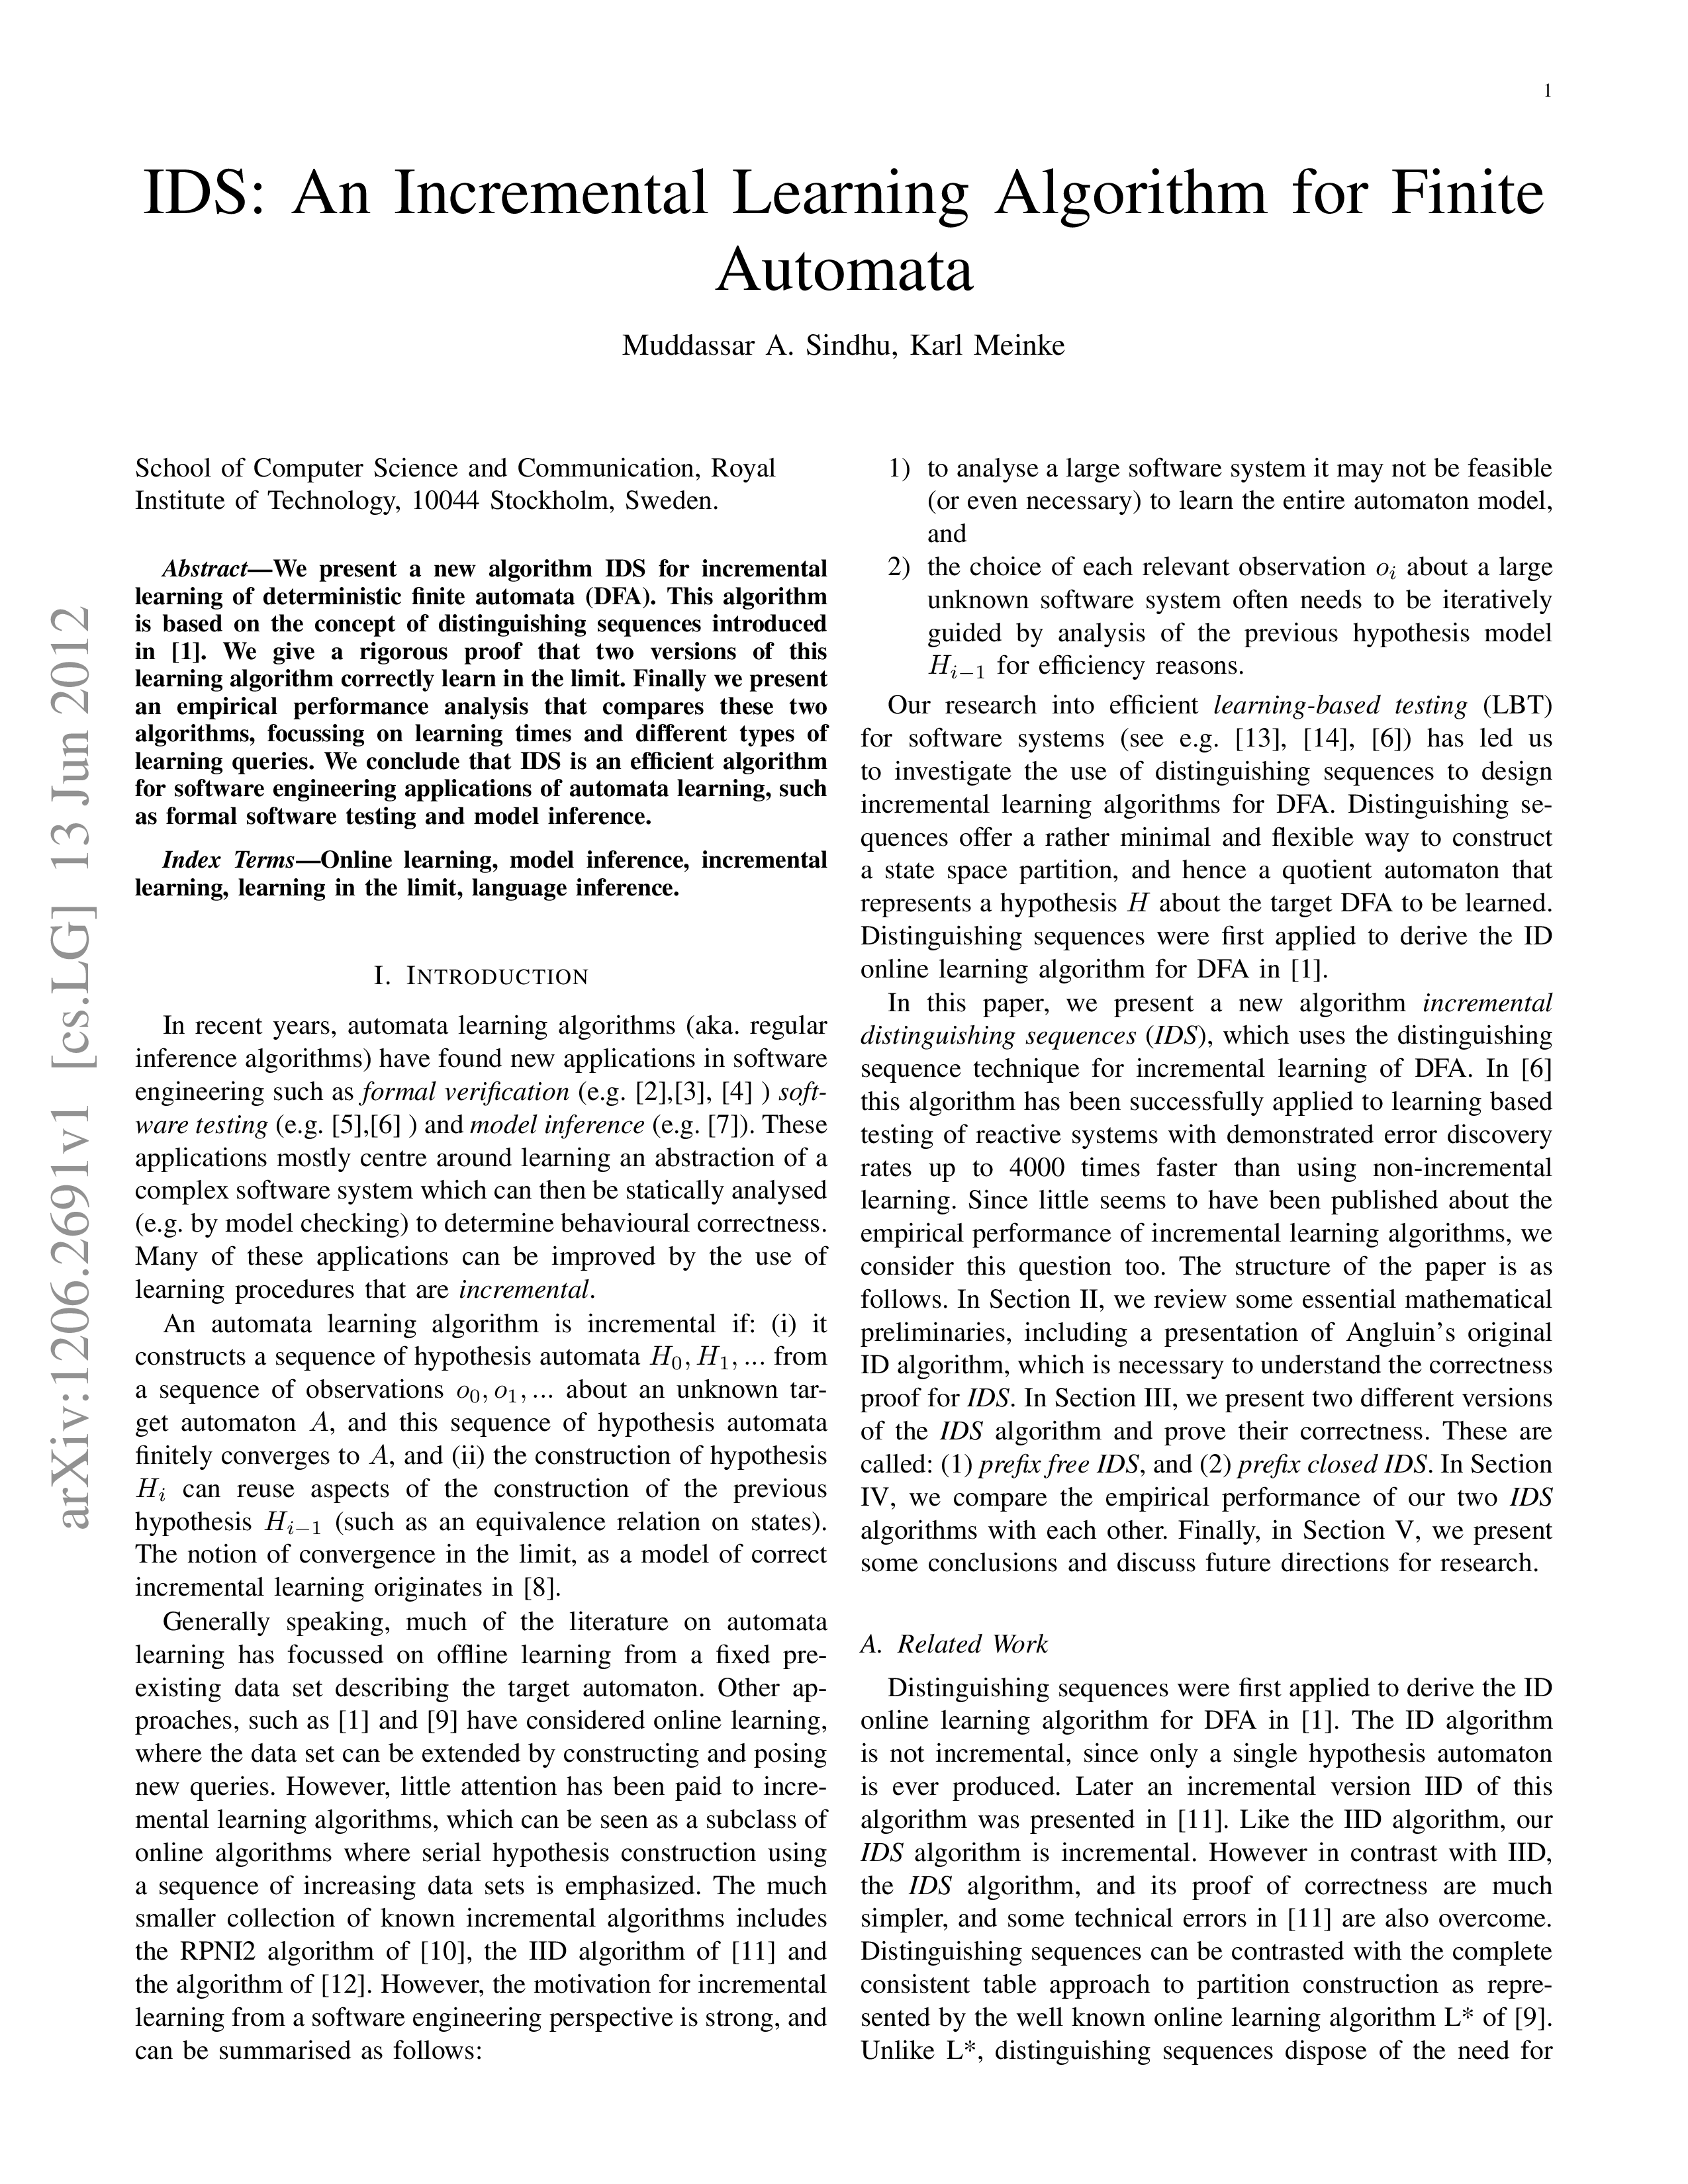 1
IDS: An Incremental Learning Algorithm for Finite
Automata
Muddassar A. Sindhu, Karl Meinke
arXiv:1206.2691v1 [cs.LG] 13 Jun 2012
School of Computer Science and Communication, Royal
Institute of Technology, 10044 Stockholm, Sweden.
Abstract—We present a new algorithm IDS for incremental
learning of deterministic finite automata (DFA). This algorithm
is based on the concept of distinguishing sequences introduced
in [1]. We give a rigorous proof that two versions of this
learning algorithm correctly learn in the limit. Finally we present
an empirical performance analysis that compares these two
algorithms, focussing on learning times and different types of
learning queries. We conclude that IDS is an efficient algorithm
for software engineering applications of automata learning, such
as formal software testing and model inference.
Index Terms—Online learning, model inference, incremental
learning, learning in the limit, language inference.
I. INTRODUCTION
In recent years, automata learning algorithms (aka. regular
inference algorithms) have found new applications in software
engineering such as formal verification (e.g. [2],[3], [4] ) soft-
ware testing (e.g. [5],[6] ) and model inference (e.g. [7]). These
applications mostly centre around learning an abstraction of a
complex software system which can then be statically analysed
(e.g. by model checking) to determine behavioural correctness.
Many of these applications can be improved by the use of
learning procedures that are incremental.
An automata learning algorithm is incremental if: (i) it
constructs a sequence of hypothesis automata H0, H1, ... from
a sequence of observations o0, o1, ... about an unknown tar-
get automaton A, and this sequence of hypothesis automata
finitely converges to A, and (ii) the construction of hypothesis
Hi can reuse aspects of the construction of the previous
hypothesis Hi−1 (such as an equivalence relation on states).
The notion of convergence in the limit, as a model of correct
incremental learning originates in [8].
Generally speaking, much of the literature on automata
learning has focussed on offline learning from a fixed pre-
existing data set describing the target automaton. Other ap-
proaches, such as [1] and [9] have considered online learning,
where the data set can be extended by constructing and posing
new queries. However, little attention has been paid to incre-
mental learning algorithms, which can be seen as a subclass of
online algorithms where serial hypothesis construction using
a sequence of increasing data sets is emphasized. The much
smaller collection of known incremental algorithms includes
the RPNI2 algorithm of [10], the IID algorithm of [11] and
the algorithm of [12]. However, the motivation for incremental
learning from a software engineering perspective is strong, and
can be summarised as follows:
1) to analyse a large software system it may not be feasible
(or even necessary) to learn the entire automaton model,
and
2) the choice of each relevant observation oi about a large
unknown software system often needs to be iteratively
guided by analysis of the previous hypothesis model
Hi−1 for efficiency reasons.
Our research into efficient learning-based testing (LBT)
for software systems (see e.g. [13], [14], [6]) has led us
to investigate the use of distinguishing sequences to design
incremental learning algorithms for DFA. Distinguishing se-
quences offer a rather minimal and flexible way to construct
a state space partition, and hence a quotient automaton that
represents a hypothesis H about the target DFA to be learned.
Distinguishing sequences were first applied to derive the ID
online learning algorithm for DFA in [1].
In this paper, we present a new algorithm incremental
distinguishing sequences (IDS), which uses the distinguishing
sequence technique for incremental learning of DFA. In [6]
this algorithm has been successfully applied to learning based
testing of reactive systems with demonstrated error discovery
rates up to 4000 times faster than using non-incremental
learning. Since little seems to have been published about the
empirical performance of incremental learning algorithms, we
consider this question too. The structure of the paper is as
follows. In Section II, we review some essential mathematical
preliminaries, including a presentation of Angluin's original
ID algorithm, which is necessary to understand the correctness
proof for IDS. In Section III, we present two different versions
of the IDS algorithm and prove their correctness. These are
called: (1) prefix free IDS, and (2) prefix closed IDS. In Section
IV, we compare the empirical performance of our two IDS
algorithms with each other. Finally, in Section V, we present
some conclusions and discuss future directions for research.
A. Related Work
Distinguishing sequences were first applied to derive the ID
online learning algorithm for DFA in [1]. The ID algorithm
is not incremental, since only a single hypothesis automaton
is ever produced. Later an incremental version IID of this
algorithm was presented in [11]. Like the IID algorithm, our
IDS algorithm is incremental. However in contrast with IID,
the IDS algorithm, and its proof of correctness are much
simpler, and some technical errors in [11] are also overcome.
Distinguishing sequences can be contrasted with the complete
consistent table approach to partition construction as repre-
sented by the well known online learning algorithm L* of [9].
Unlike L*, distinguishing sequences dispose of the need for